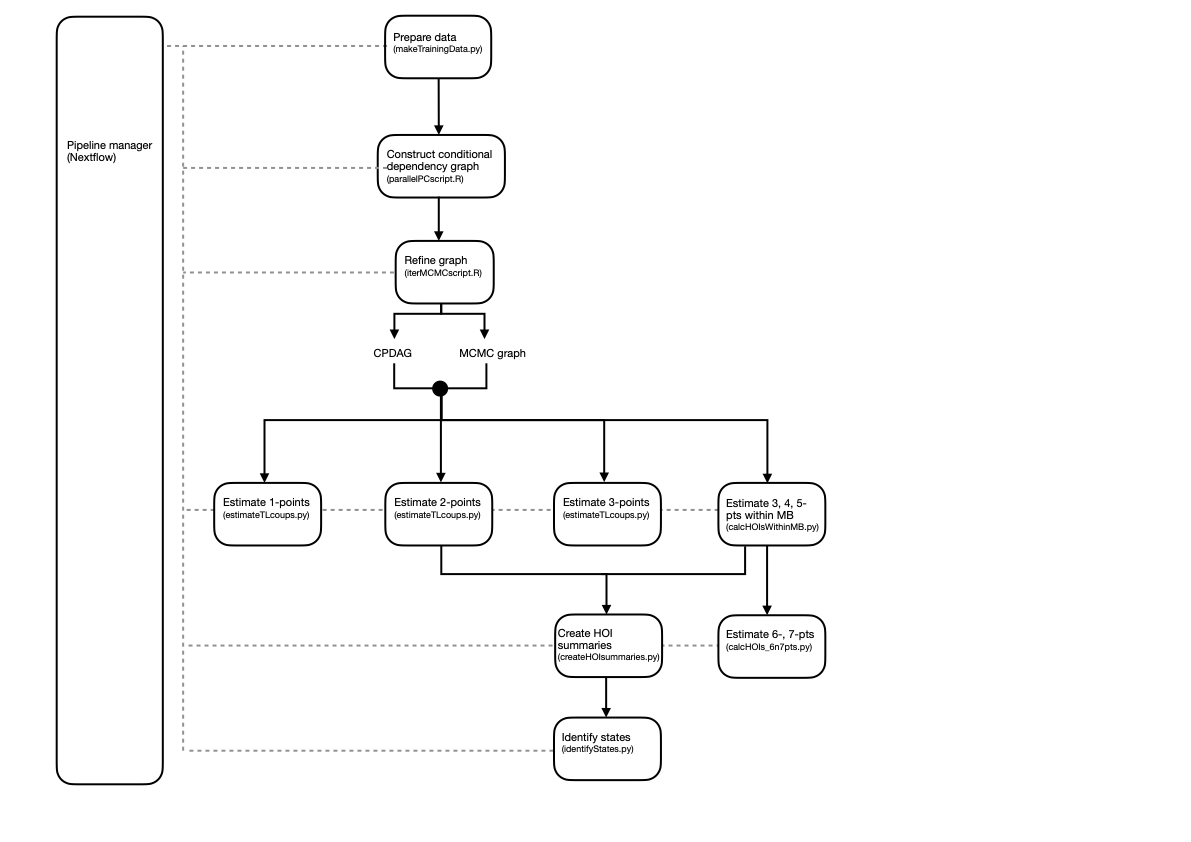 Prepare data
(makeTrainingData.py)
Pipeline manager
(Nextflow)
Construct conditional
dependency graph
(parallelPCscript.R)
Refine graph
(iterMCMCscript.R)
CPDAG
MCMC graph
Estimate 1-points
(estimateTLcoups.py)
Estimate 2-points
(estimateTLcoups.py)
Estimate 3-points
(estimateTLcoups.py)
Estimate 3, 4, 5-
pts within MB
(calcHOIsWithinMB.py)
Create HOI
summaries
(createHOIsummaries.py)
Estimate 6-, 7-pts
(calcHOIs_6n7pts.py)
Identify states
(identifyStates.py)